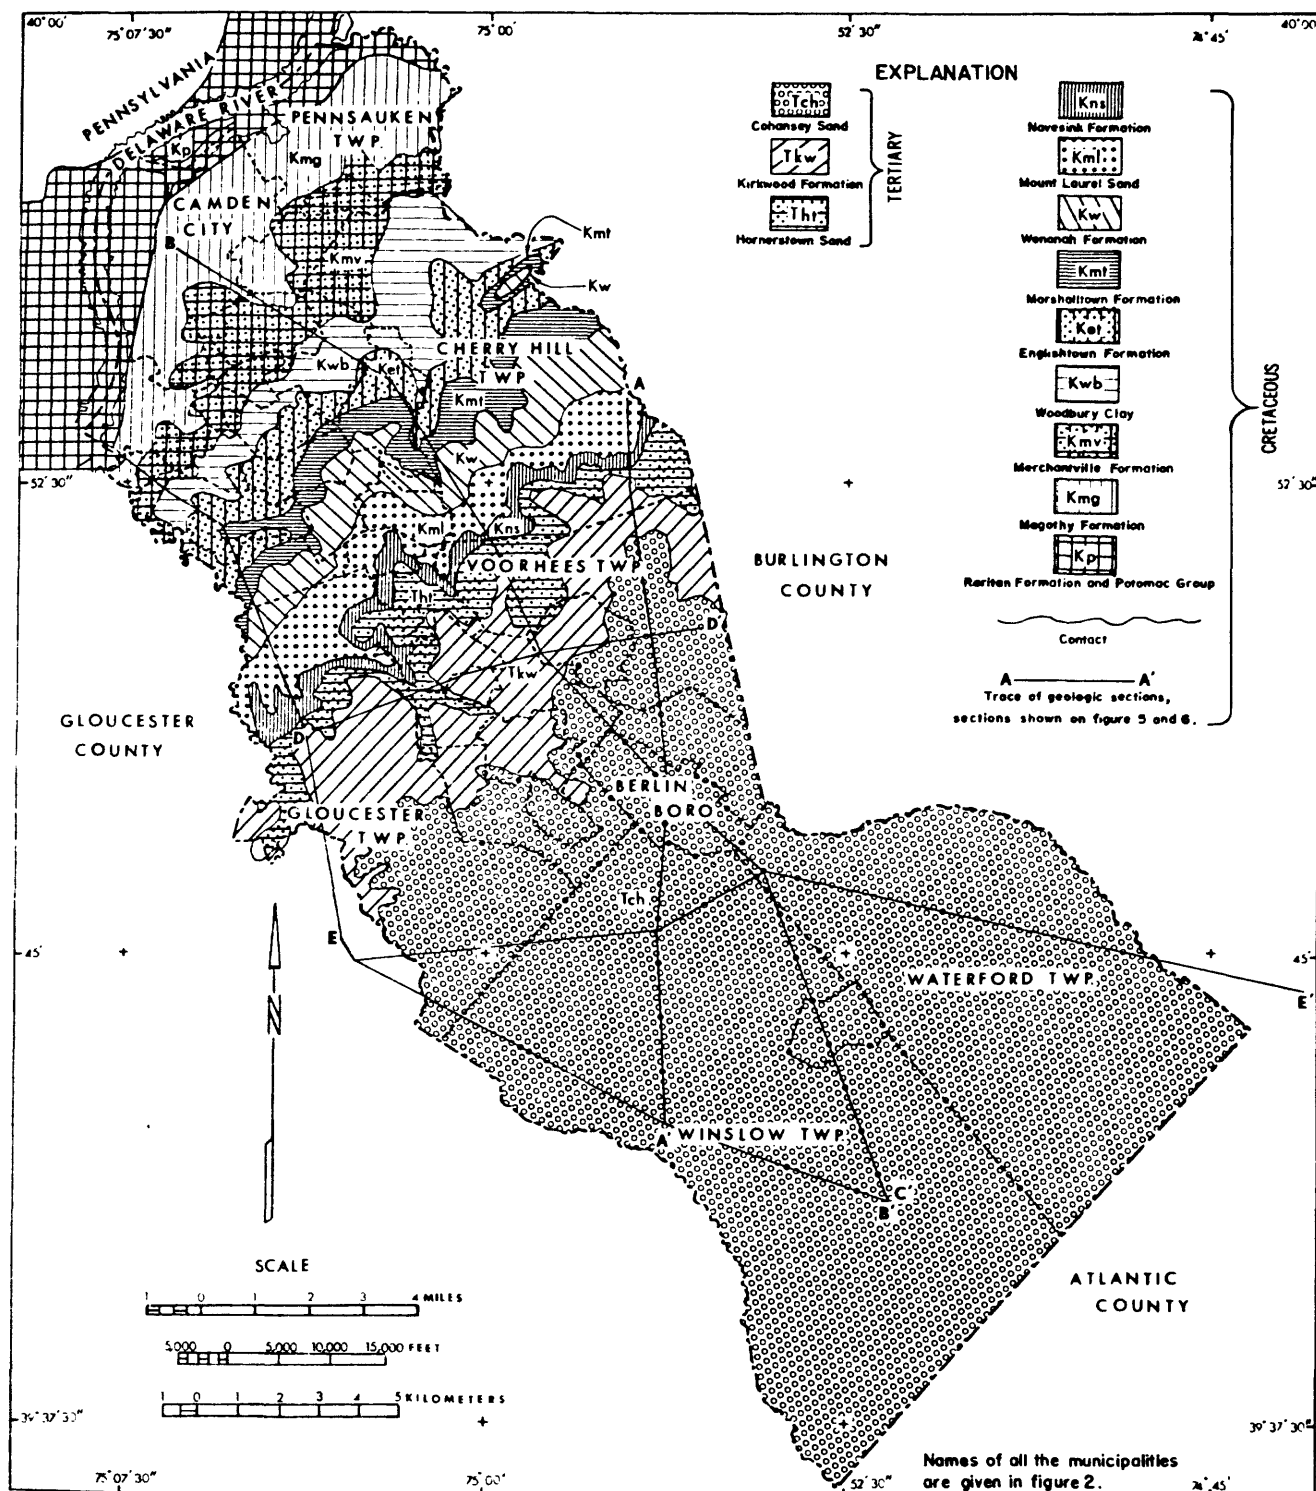 40°00′
75°07′30″
75°00′
52′30″
74°45′
40°00′
EXPLANATION
Tch
Cohansey Sand
Tkw
Kirkwood Formation
Tht
Hornerstown Sand
TERTIARY
Kns
Navesink Formation
Kml
Mount Laurel Sand
Kw
Wenonah Formation
Kmt
Marshalltown Formation
Ket
Englishtown Formation
Kwb
Woodbury Clay
Kmv
Merchantville Formation
Kmg
Magothy Formation
Kp
Raritan Formation and Potomac Group
CRETACEOUS
Contact
A A′
Trace of geologic sections,
sections shown on figure 5 and 6.
PENNSYLVANIA
DELAWARE RIVER
Kp
PENNSAUKEN
TWP.
Kmg
CAMDEN
CITY
B
Kmv
Kmt
Kw
CHERRY HILL
TWP.
Kwb
Ket
Kmt
A
Kw
52′30″
52′30″
Kml
Kns
VOORHEES TWP.
BURLINGTON
COUNTY
Tht
D′
Tkw
GLOUCESTER
COUNTY
D
BERLIN
BORO
GLOUCESTER
TWP.
Tch
E
45′
45′
WATERFORD TWP.
E′
N
A′
WINSLOW TWP.
C′
B′
SCALE
1 0 1 2 3 4 MILES
5,000 0 5,000 10,000 15,000 FEET
1 0 1 2 3 4 5 KILOMETERS
ATLANTIC
COUNTY
39°37′30″
39°37′30″
Names of all the municipalities
are given in figure 2.
75°07′30″
75°00′
52′30″
74°45′